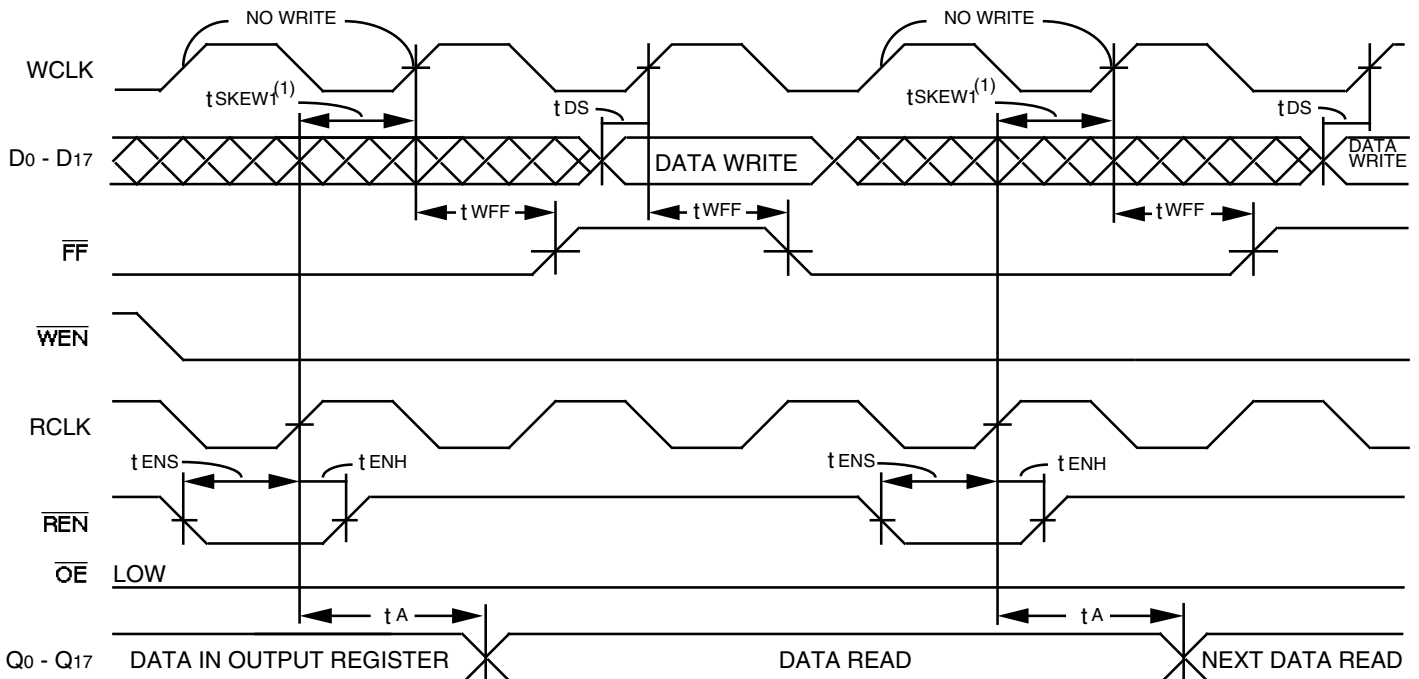 NO WRITE
NO WRITE
WCLK
tSKEW1(1)
tDS
tSKEW1(1)
tDS
D0 - D17
DATA WRITE
DATA
WRITE
tWFF
tWFF
tWFF
FF
WEN
RCLK
tENS
tENH
tENS
tENH
REN
OE
LOW
tA
tA
Q0 - Q17
DATA IN OUTPUT REGISTER
DATA READ
NEXT DATA READ